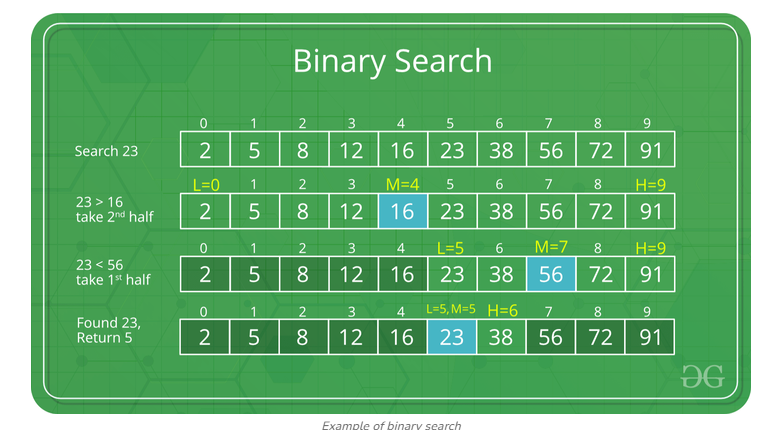 Binary Search
0 1 2 3 4 5 6 7 8 9
Search 23 2 5 8 12 16 23 38 56 72 91
L=0 1 2 3 M=4 5 6 7 8 H=9
23 > 16
take 2nd half 2 5 8 12 16 23 38 56 72 91
0 1 2 3 4 L=5 6 M=7 8 H=9
23 < 56
take 1st half 2 5 8 12 16 23 38 56 72 91
0 1 2 3 4 L=5, M=5 H=6 7 8 9
Found 23,
Return 5 2 5 8 12 16 23 38 56 72 91
Example of binary search